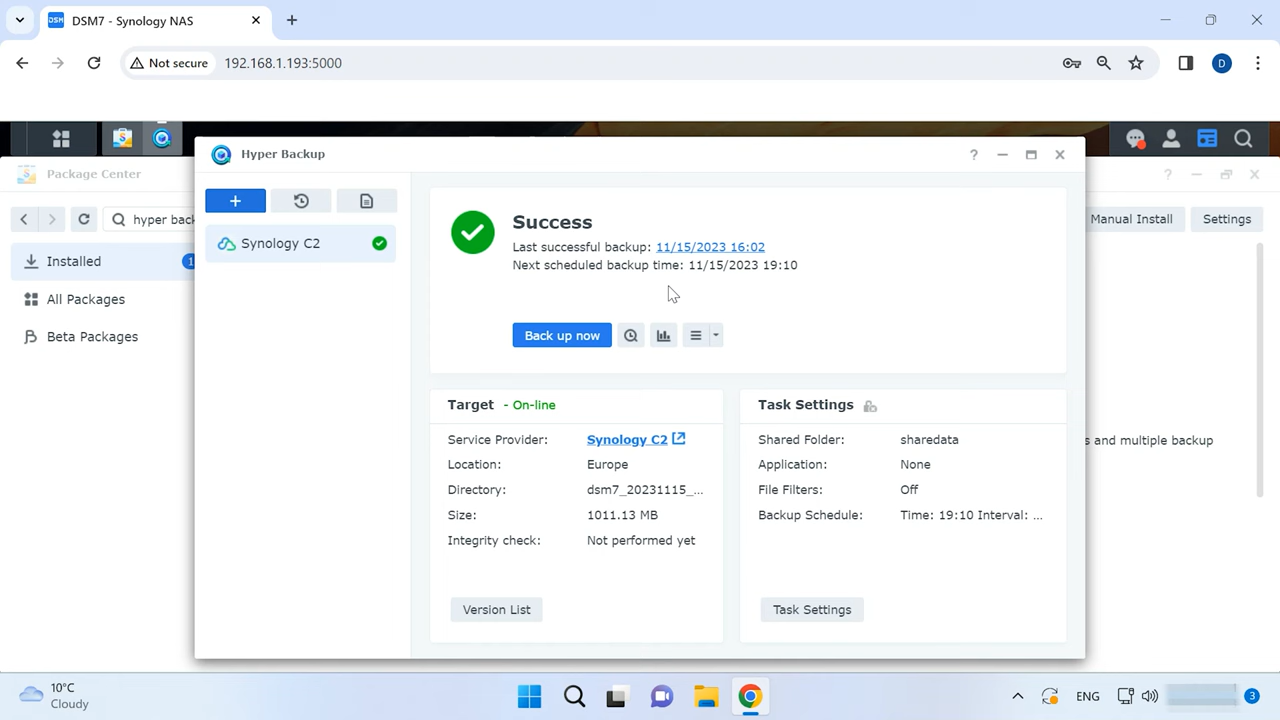 DSM DSM7 - Synology NAS
Not secure 192.168.1.193:5000 D
Package Center
hyper back
Manual Install
Settings
Installed 1
All Packages
Beta Packages
s and multiple backup
Hyper Backup
Synology C2
Success
Last successful backup: 11/15/2023 16:02
Next scheduled backup time: 11/15/2023 19:10
Back up now
Target - On-line
Service Provider: Synology C2
Location: Europe
Directory: dsm7_20231115_...
Size: 1011.13 MB
Integrity check: Not performed yet
Version List
Task Settings
Shared Folder: sharedata
Application: None
File Filters: Off
Backup Schedule: Time: 19:10 Interval: ...
Task Settings
10°C
Cloudy
ENG
3